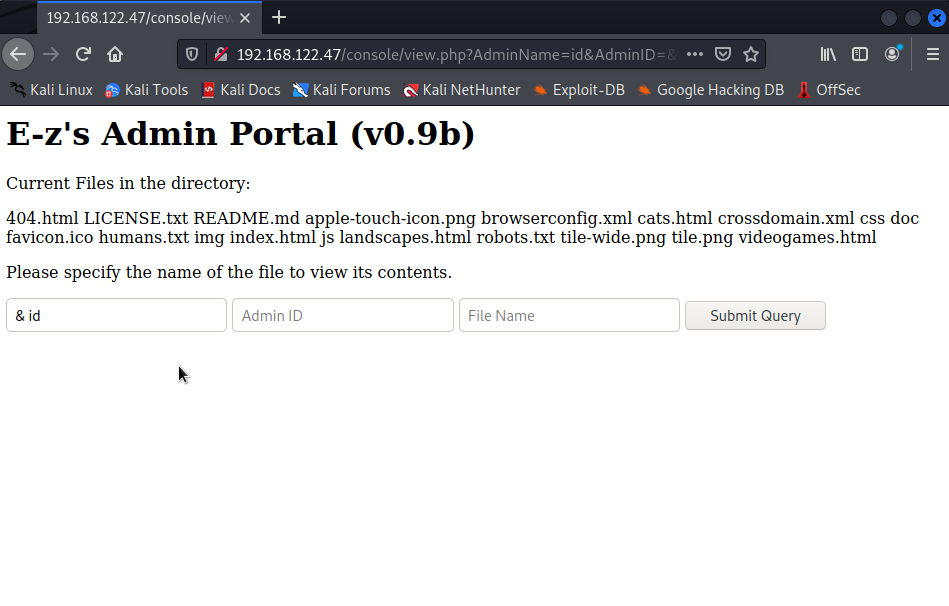 192.168.122.47/console/view
192.168.122.47/console/view.php?AdminName=id&AdminID=&
Kali Linux Kali Tools Kali Docs Kali Forums Kali NetHunter Exploit-DB Google Hacking DB OffSec
E-z's Admin Portal (v0.9b)
Current Files in the directory:
404.html LICENSE.txt README.md apple-touch-icon.png browserconfig.xml cats.html crossdomain.xml css doc
favicon.ico humans.txt img index.html js landscapes.html robots.txt tile-wide.png tile.png videogames.html
Please specify the name of the file to view its contents.
& id Admin ID File Name Submit Query